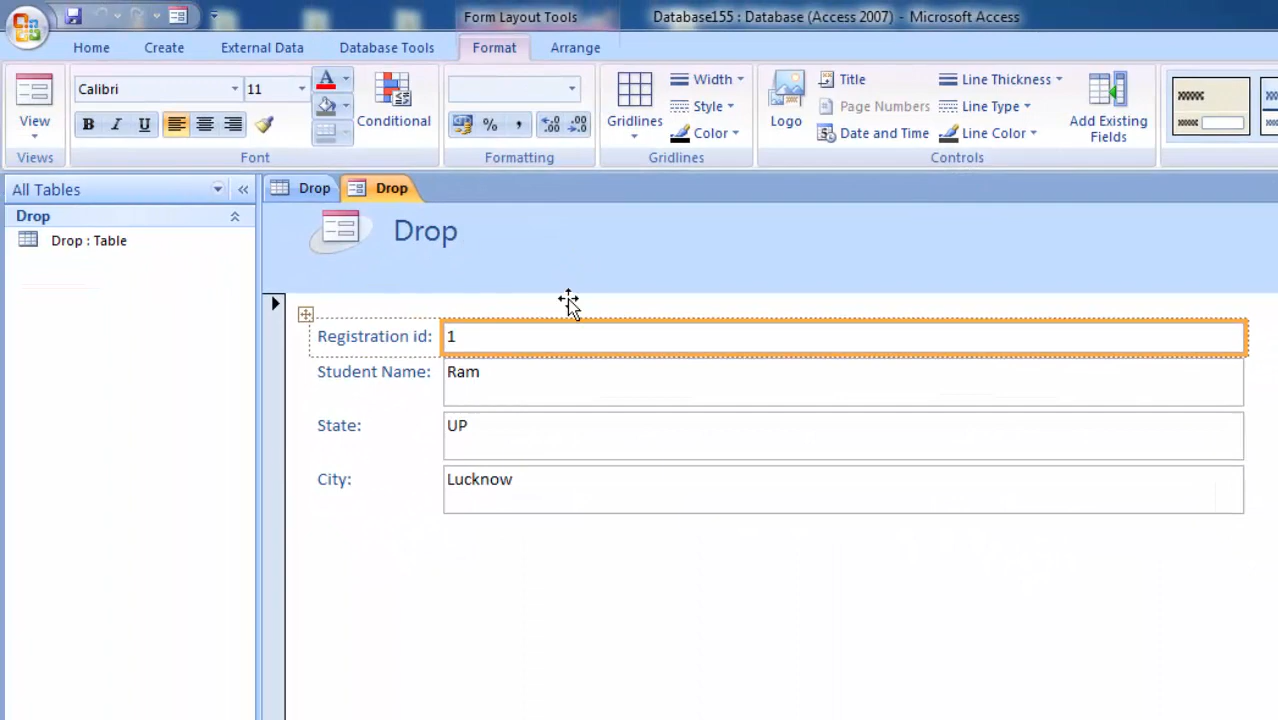 Form Layout Tools
Database155 : Database (Access 2007) - Microsoft Access
Home Create External Data Database Tools Format Arrange
View
Views
Calibri 11
B I U
Conditional
Font
% ,
Formatting
Gridlines
Width
Style
Color
Gridlines
Logo
Title
Page Numbers
Date and Time
Line Thickness
Line Type
Line Color
Add Existing Fields
Controls
All Tables
Drop
Drop : Table
Drop Drop
Drop
Registration id: 1
Student Name: Ram
State: UP
City: Lucknow